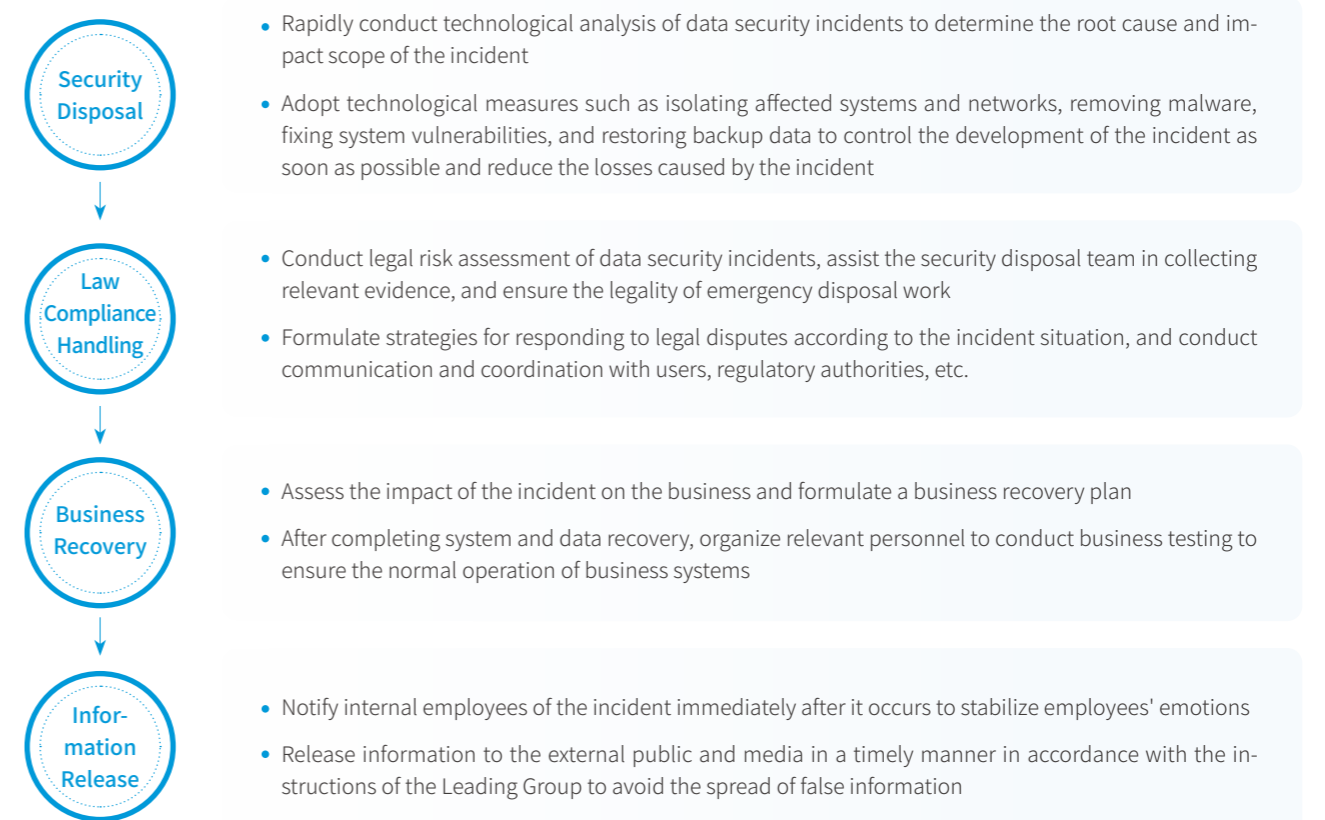 Security
Disposal
Rapidly conduct technological analysis of data security incidents to determine the root cause and im-
pact scope of the incident
Adopt technological measures such as isolating affected systems and networks, removing malware,
fixing system vulnerabilities, and restoring backup data to control the development of the incident as
soon as possible and reduce the losses caused by the incident
Law
Compliance
Handling
Conduct legal risk assessment of data security incidents, assist the security disposal team in collecting
relevant evidence, and ensure the legality of emergency disposal work
Formulate strategies for responding to legal disputes according to the incident situation, and conduct
communication and coordination with users, regulatory authorities, etc.
Business
Recovery
Assess the impact of the incident on the business and formulate a business recovery plan
After completing system and data recovery, organize relevant personnel to conduct business testing to
ensure the normal operation of business systems
Infor-
mation
Release
Notify internal employees of the incident immediately after it occurs to stabilize employees' emotions
Release information to the external public and media in a timely manner in accordance with the in-
structions of the Leading Group to avoid the spread of false information